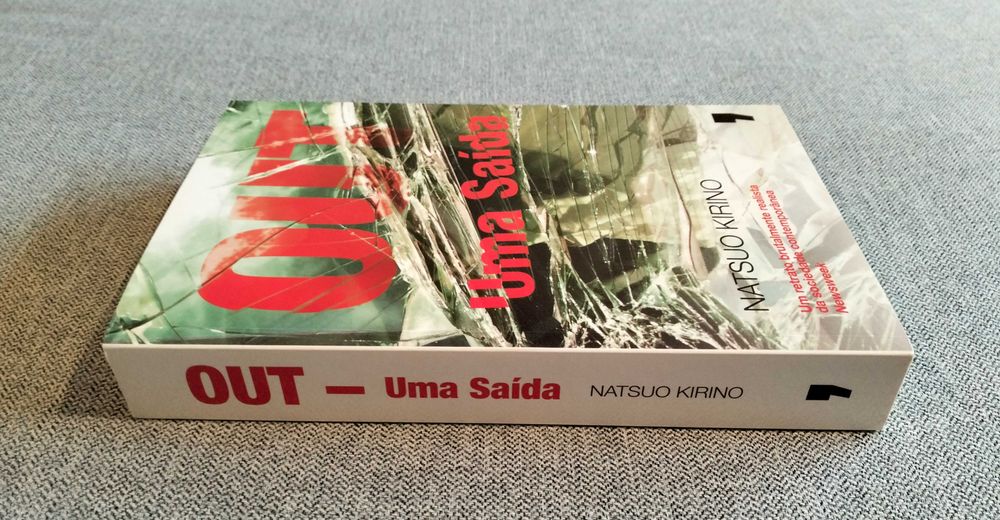 OUT
Uma Saída
NATSUO KIRINO
Um retrato brutalmente realista
da sociedade contemporânea
Newsweek
OUT – Uma Saída NATSUO KIRINO